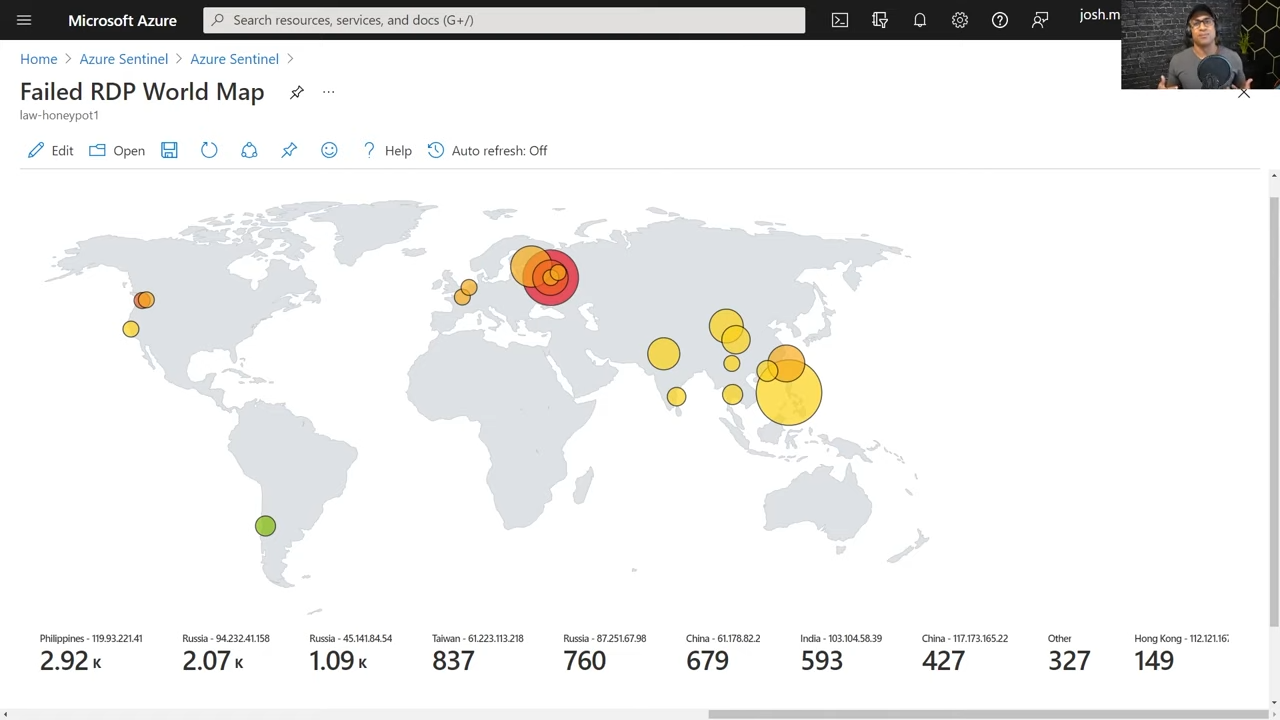 Microsoft Azure
Search resources, services, and docs (G+/)
josh.m
Home > Azure Sentinel > Azure Sentinel >
Failed RDP World Map
law-honeypot1
Edit
Open
Help
Auto refresh: Off
Philippines - 119.93.221.41
Russia - 94.232.41.158
Russia - 45.141.84.54
Taiwan - 61.223.113.218
Russia - 87.251.67.98
China - 61.178.82.2
India - 103.104.58.39
China - 117.173.165.22
Other
Hong Kong - 112.121.167
2.92 K
2.07 K
1.09 K
837
760
679
593
427
327
149